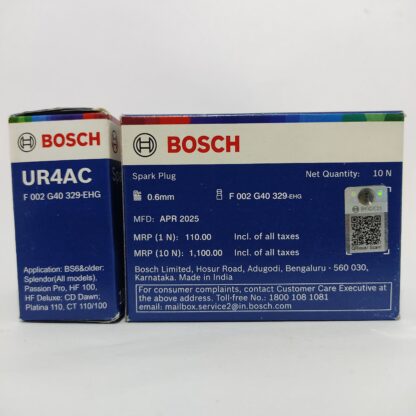 BOSCH
UR4AC
F 002 G40 329-EHG
Application: BS6&older:
Splendor(All models),
Passion Pro, HF 100,
HF Deluxe: CD Dawn;
Platina 110, CT 110/100
BOSCH
Spark Plug
Net Quantity: 10 N
0.6mm
F 002 G40 329-EHG
MFD: APR 2025
MRP (1 N): 110.00 Incl. of all taxes
MRP (10 N): 1,100.00 Incl. of all taxes
Bosch Limited, Hosur Road, Adugodi, Bengaluru - 560 030,
Karnataka. Made in India
For consumer complaints, contact Customer Care Executive at
the above address. Toll-free No.: 1800 108 1081
email: mailbox.service2@in.bosch.com